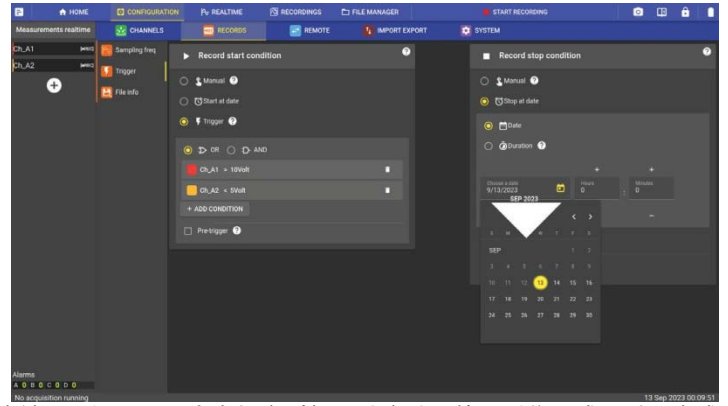 HOME CONFIGURATION REALTIME RECORDINGS FILE MANAGER START RECORDING
Measurements realtime CHANNELS RECORDS REMOTE IMPORT EXPORT SYSTEM
Ch_A1
Ch_A2
Sampling freq
Trigger
File info
Record start condition
Manual
Start at date
Trigger
OR AND
Ch_A1 > 10Volt
Ch_A2 < 5Volt
+ ADD CONDITION
Pre-trigger
Record stop condition
Manual
Stop at date
Date
Duration
+ +
Choose a date
9/13/2023
Hours
0
:
Minutes
0
–
SEP 2023
S M W T F S
SEP 1 2
3 4 5 6 7 8 9
10 11 12 13 14 15 16
17 18 19 20 21 22 23
24 25 26 27 28 29 30
Alarms
A 0 B 0 C 0 D 0
No acquisition running
13 Sep 2023 00:09:51